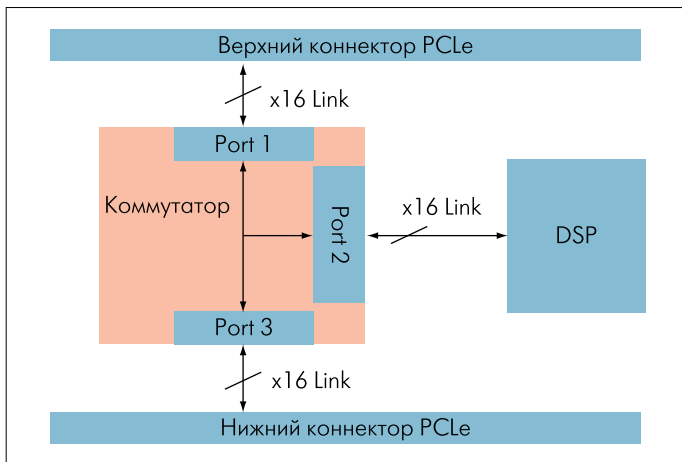 Верхний коннектор PCLe
x16 Link
Port 1
Коммутатор
Port 2
x16 Link
DSP
Port 3
x16 Link
Нижний коннектор PCLe